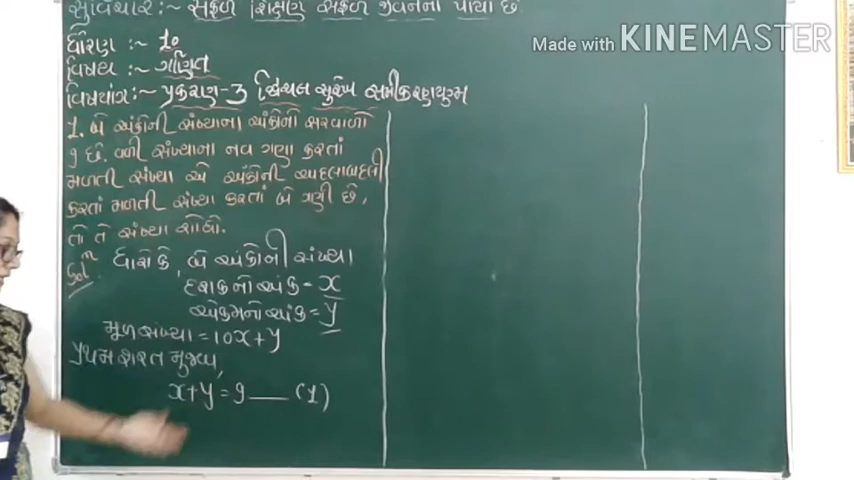 સુવિચાર :~ સફળ શિક્ષણ સફળ જીવનનો પાયો છે.
Made with KINEMASTER
ધોરણ :~ ૧૦
વિષય :~ ગણિત
વિષયાંગ :~ પ્રકરણ-3 દ્વિચલ સુરેખ સમીકરણયુગ્મ
1. બે અંકોની સંખ્યાના અંકોનો સરવાળો
9 છે. વળી સંખ્યાના નવ ગણા કરતાં
મળતી સંખ્યા એ અંકોની અદલાબદલી
કરતાં મળતી સંખ્યા કરતાં બે ગણી છે,
તો તે સંખ્યા શોધો.
Solⁿ ધારો કે, બે અંકોની સંખ્યા
દશકનો અંક = x
એકમનો અંક = y
મૂળ સંખ્યા = 10x+y
પ્રથમ શરત મુજબ,
x+y = 9 —— (1)